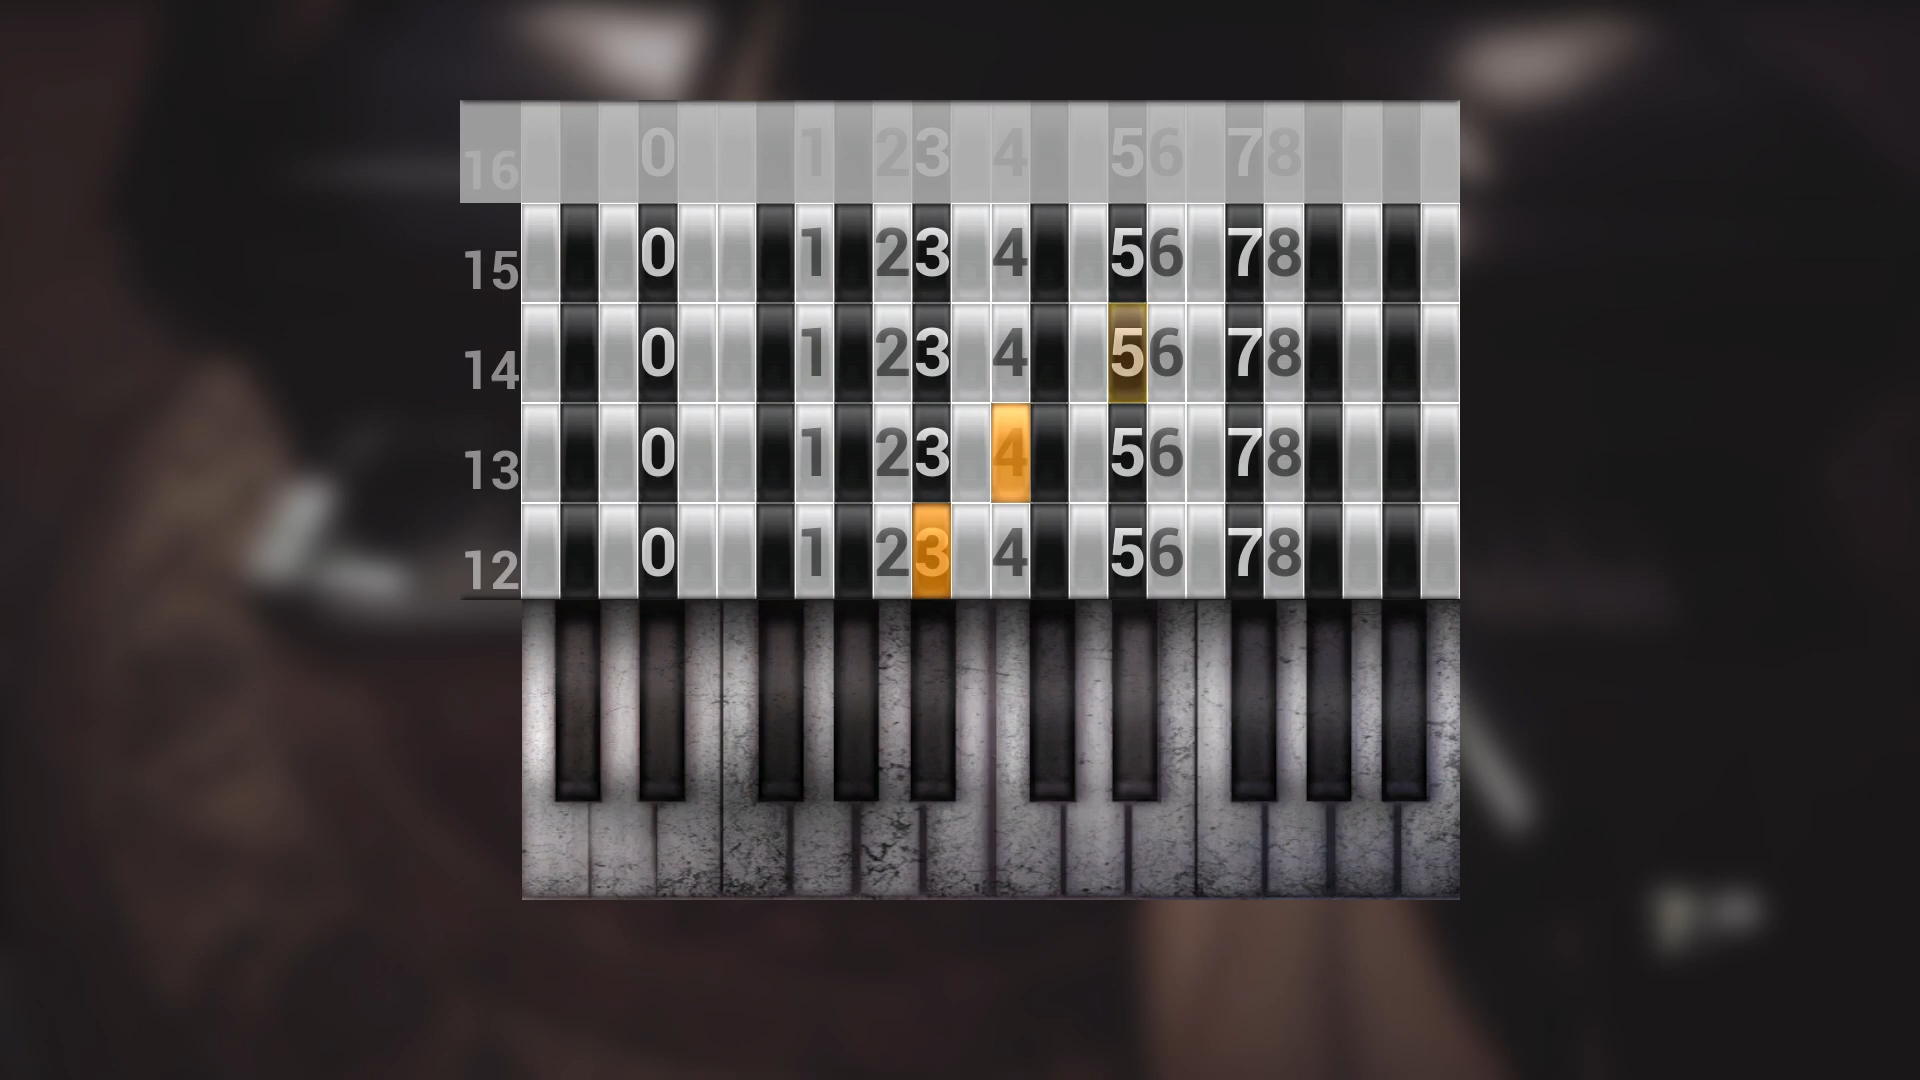 16 0 1 2 3 4 5 6 7 8
15 0 1 2 3 4 5 6 7 8
14 0 1 2 3 4 5 6 7 8
13 0 1 2 3 4 5 6 7 8
12 0 1 2 3 4 5 6 7 8